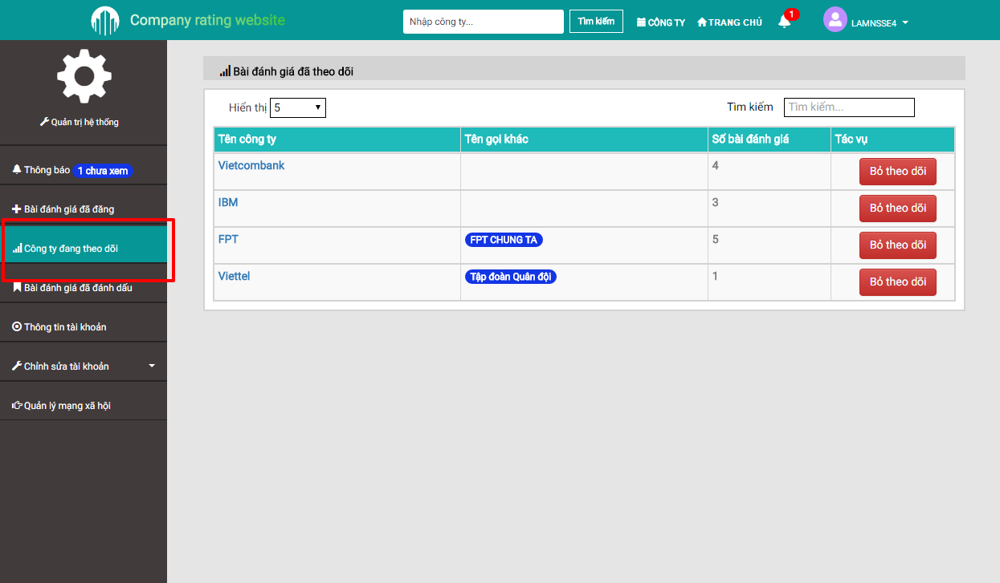 Company rating website
Nhập công ty...
Tìm kiếm
CÔNG TY
TRANG CHỦ
1
LAMNSSE4
Quản trị hệ thống
Thông báo 1 chưa xem
Bài đánh giá đã đăng
Công ty đang theo dõi
Bài đánh giá đã đánh dấu
Thông tin tài khoản
Chỉnh sửa tài khoản
Quản lý mạng xã hội
Bài đánh giá đã theo dõi
Hiển thị 5
Tìm kiếm Tìm kiếm...
Tên công ty Tên gọi khác Số bài đánh giá Tác vụ
Vietcombank 4 Bỏ theo dõi
IBM 3 Bỏ theo dõi
FPT FPT CHUNG TA 5 Bỏ theo dõi
Viettel Tập đoàn Quân đội 1 Bỏ theo dõi